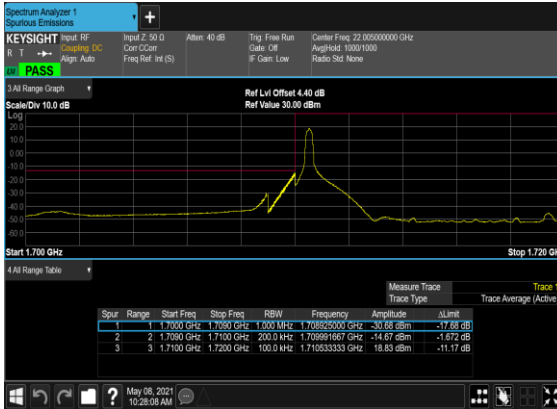 Spectrum Analyzer 1
Spurious Emissions
KEYSIGHT Input: RF Input Z: 50 Ω Atten: 40 dB Trig: Free Run Center Freq: 22.005000000 GHz
R T Coupling: DC Corr CCorr Gate: Off Avg|Hold: 1000/1000
Align: Auto Freq Ref: Int (S) IF Gain: Low Radio Std: None
PASS
3 All Range Graph Ref Lvl Offset 4.40 dB
Scale/Div 10.0 dB Ref Value 30.00 dBm
Log
20.0
10.0
0.00
-10.0
-20.0
-30.0
-40.0
-50.0
-60.0
Start 1.700 GHz Stop 1.720 GH
4 All Range Table
Measure Trace Trace 1
Trace Type Trace Average (Active
Spur Range Start Freq Stop Freq RBW Frequency Amplitude ΔLimit
1 1 1.7000 GHz 1.7090 GHz 1.000 MHz 1.708925000 GHz -30.68 dBm -17.68 dB
2 2 1.7090 GHz 1.7100 GHz 200.0 kHz 1.709991667 GHz -14.67 dBm -1.672 dB
3 3 1.7100 GHz 1.7200 GHz 100.0 kHz 1.710533333 GHz 18.83 dBm -11.17 dB
? May 08, 2021
10:28:08 AM